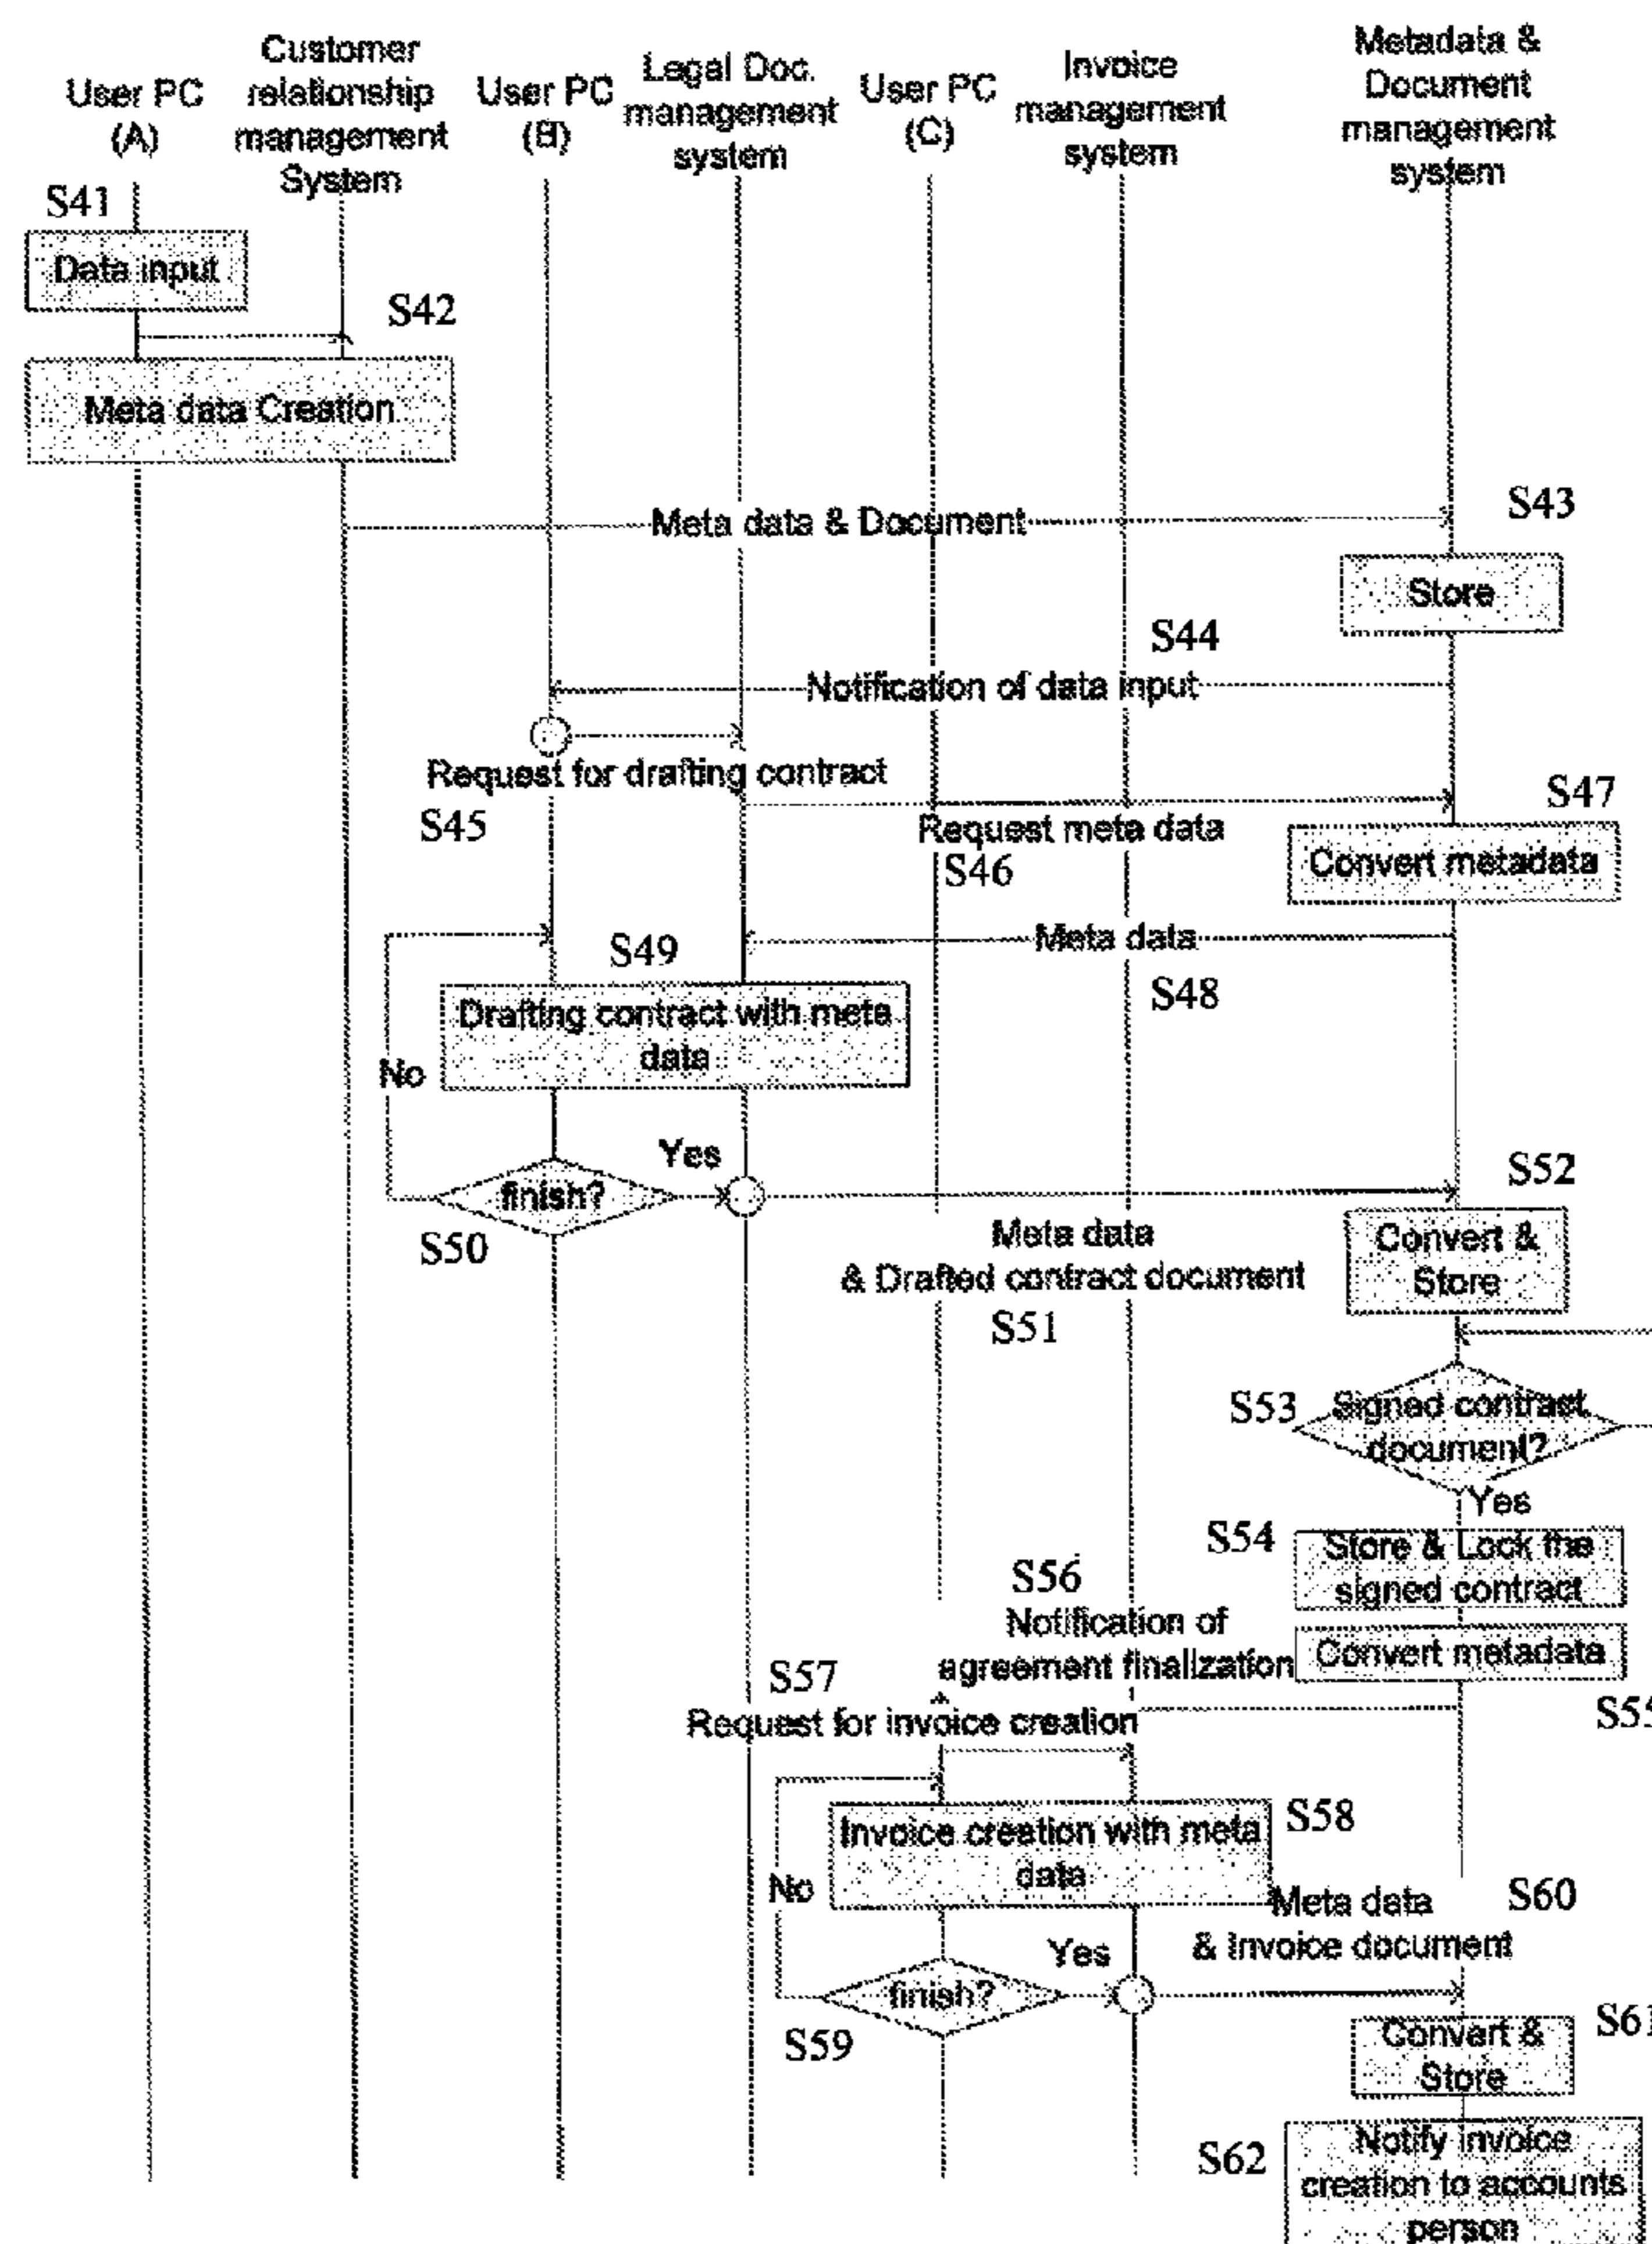 User PC
(A)
Customer
relationship
management
System
User PC
(B)
Legal Doc.
management
system
User PC
(C)
Invoice
management
system
Metadata &
Document
management
system
S41
Data input
S42
Meta data Creation
Meta data & Document
S43
Store
S44
Notification of data input
Request for drafting contract
S45
Request meta data
S46
S47
Convert metadata
Meta data
S48
S49
Drafting contract with meta
data
No
Yes
finish?
S50
Meta data
& Drafted contract document
S51
S52
Convert &
Store
S53
Signed contrast
document?
Yes
S54
Store & Lock the
signed contract
S56
Notification of
agreement finalization
Convert metadata
S55
S57
Request for invoice creation
Invoice creation with meta
data
S58
No
Yes
Meta data
& Invoice document
S60
finish?
S59
Convert &
Store
S61
S62
Notify invoice
creation to accounts
person